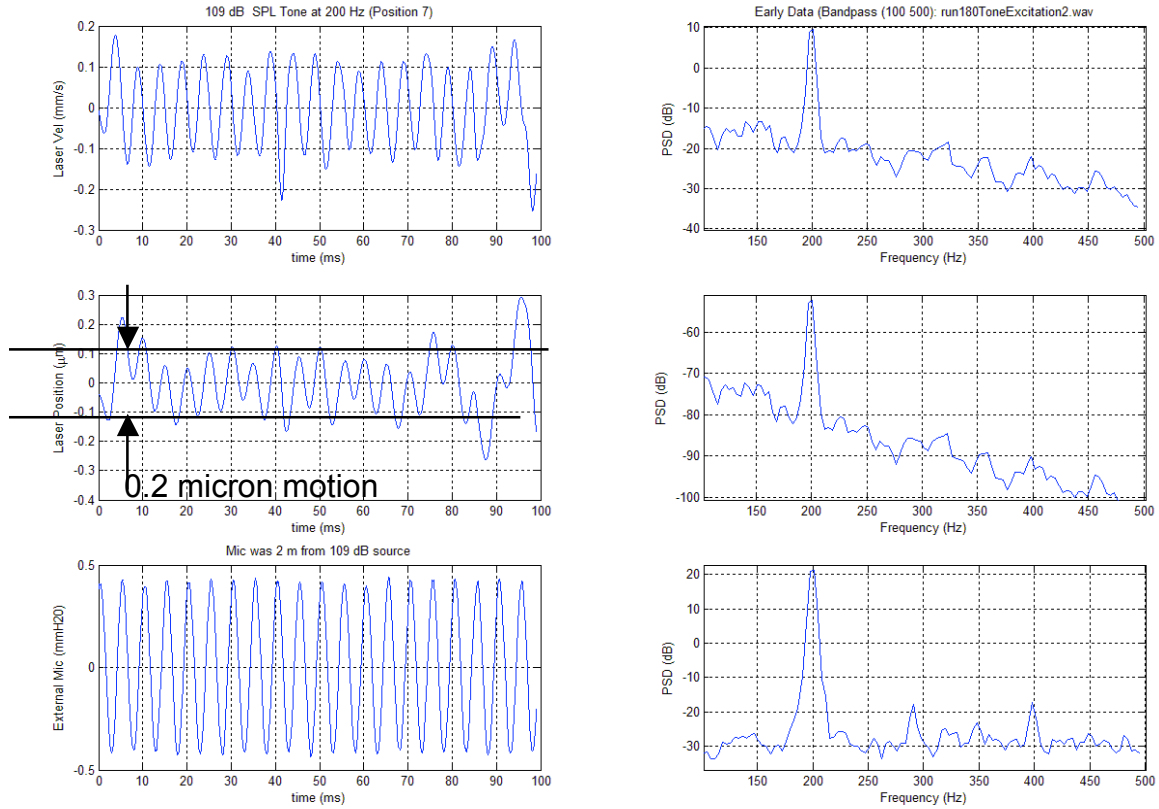 109 dB  SPL Tone at 200 Hz (Position 7)
0.2
0.1
0
-0.1
-0.2
0.3
Laser Vel (mm/s)
0 10 20 30 40 50 60 70 80 90 100
time (ms)
Early Data (Bandpass (100 500): run180ToneExcitation2.wav
10
0
-10
-20
-30
-40
PSD (dB)
150 200 250 300 350 400 450 500
Frequency (Hz)
0.3
0.2
0.1
0
-0.1
-0.2
-0.3
-0.4
Laser Position (μm)
0.2 micron motion
0 10 20 30 40 50 60 70 80 90 100
time (ms)
-60
-70
-80
-90
-100
PSD (dB)
150 200 250 300 350 400 450 500
Frequency (Hz)
Mic was 2 m from 109 dB source
0.5
0
-0.5
External Mic (mmH20)
0 10 20 30 40 50 60 70 80 90 100
time (ms)
20
10
0
-10
-20
-30
PSD (dB)
150 200 250 300 350 400 450 500
Frequency (Hz)